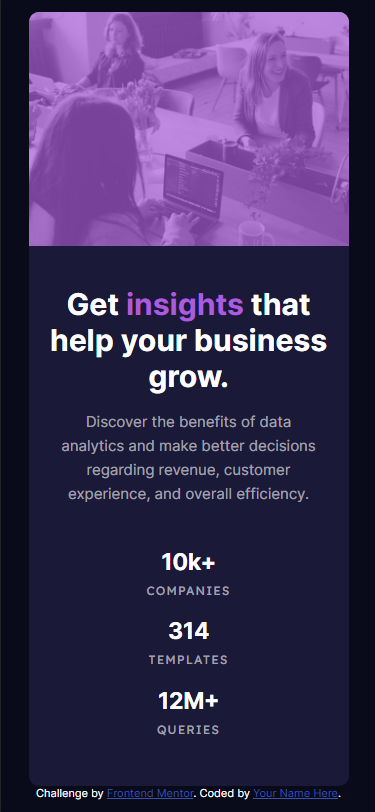 Get insights that
help your business
grow.
Discover the benefits of data
analytics and make better decisions
regarding revenue, customer
experience, and overall efficiency.
10k+
COMPANIES
314
TEMPLATES
12M+
QUERIES
Challenge by Frontend Mentor. Coded by Your Name Here.